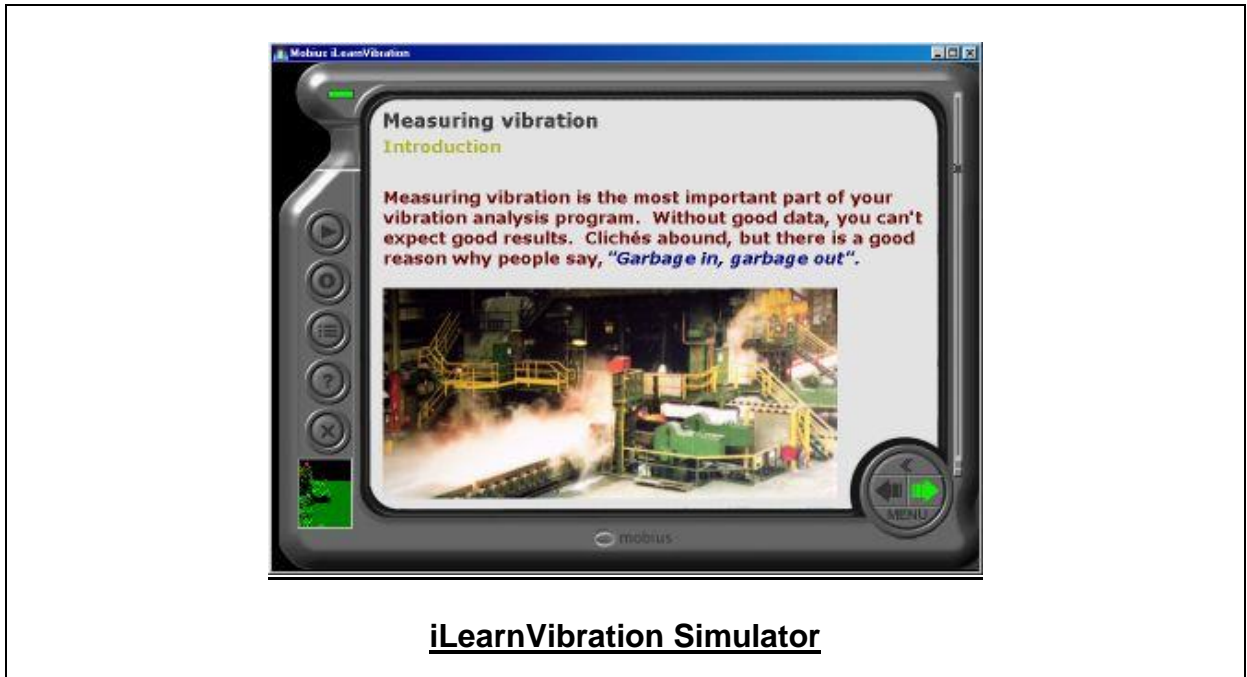 Mobius iLearnVibration
Measuring vibration
Introduction
Measuring vibration is the most important part of your
vibration analysis program. Without good data, you can't
expect good results. Clichés abound, but there is a good
reason why people say, "Garbage in, garbage out".
MENU
mobius
iLearnVibration Simulator